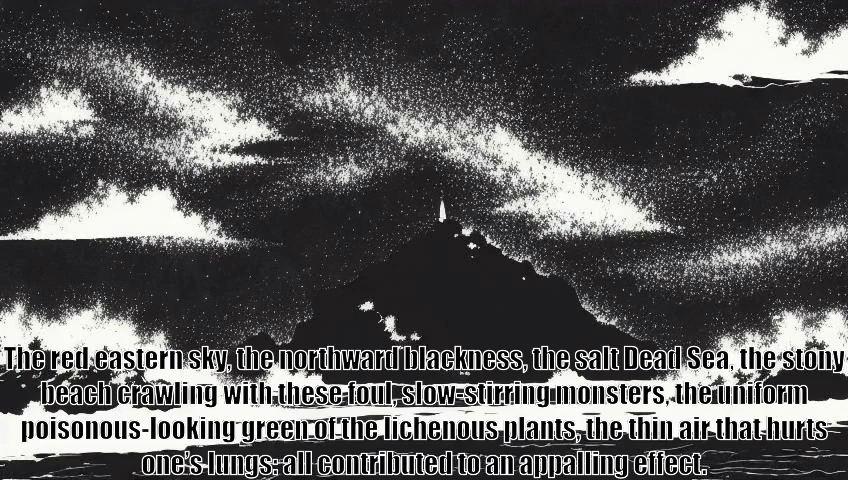 The red eastern sky, the northward blackness, the salt Dead Sea, the stony
beach crawling with these foul, slow-stirring monsters, the uniform
poisonous-looking green of the lichenous plants, the thin air that hurts
one's lungs: all contributed to an appalling effect.